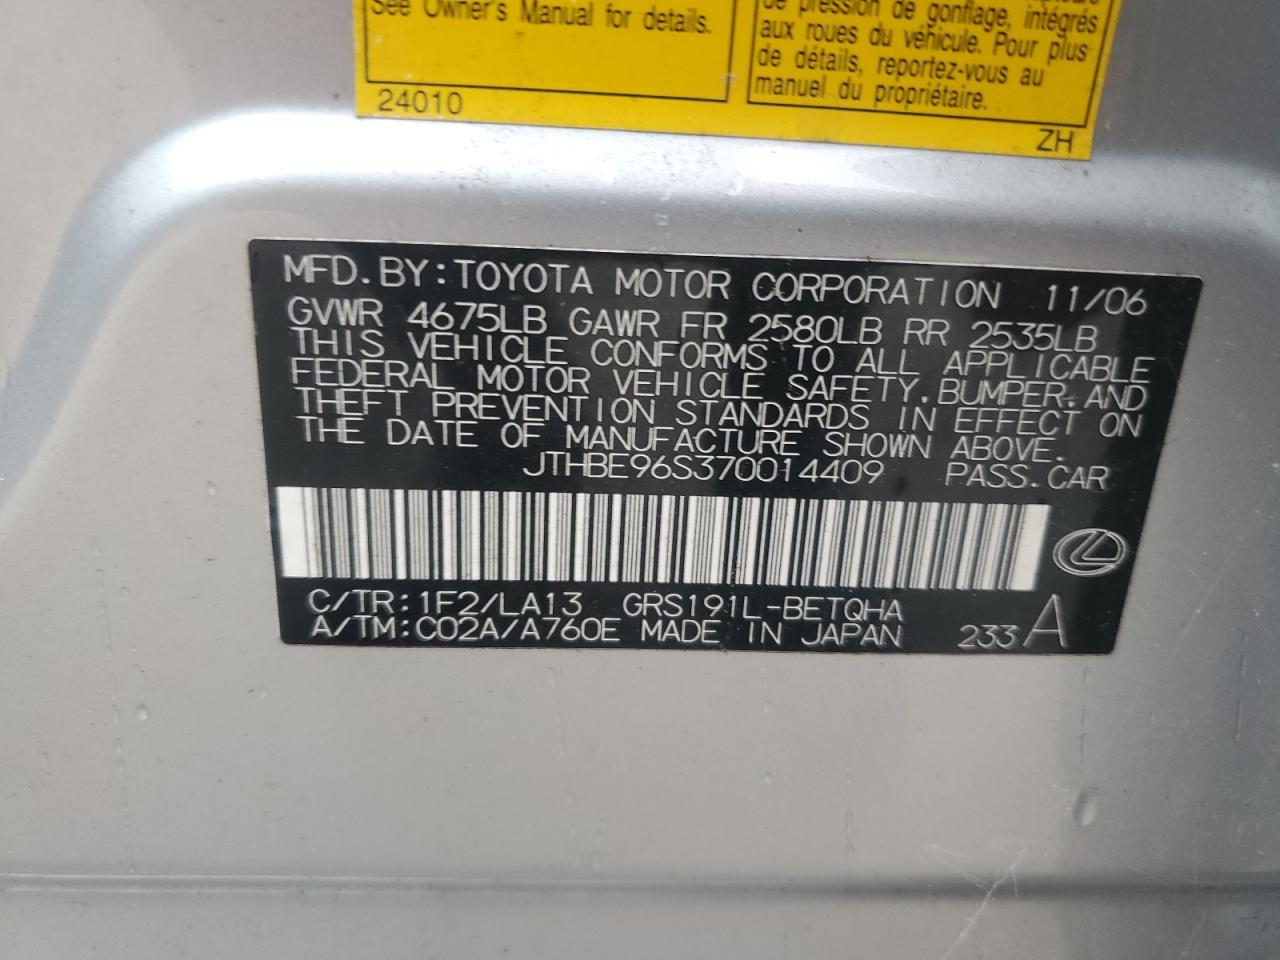 See Owner's Manual for details.
24010
de pression de gonflage, intégrés
aux roues du véhicule. Pour plus
de détails, reportez-vous au
manuel du propriétaire.
ZH
MFD.BY:TOYOTA MOTOR CORPORATION 11/06
GVWR 4675LB GAWR FR 2580LB RR 2535LB
THIS VEHICLE CONFORMS TO ALL APPLICABLE
FEDERAL MOTOR VEHICLE SAFETY,BUMPER,AND
THEFT PREVENTION STANDARDS IN EFFECT ON
THE DATE OF MANUFACTURE SHOWN ABOVE.
JTHBE96S370014409 PASS.CAR
C/TR:1F2/LA13 GRS191L-BETQHA
A/TM:C02A/A760E MADE IN JAPAN 233 A